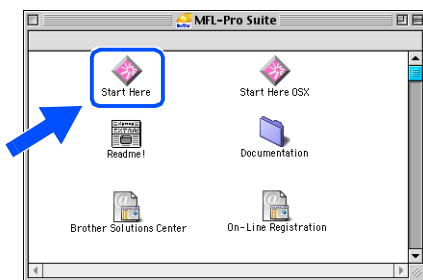 MFL-Pro Suite
Start Here
Start Here OSX
Readme!
Documentation
Brother Solutions Center
On-Line Registration